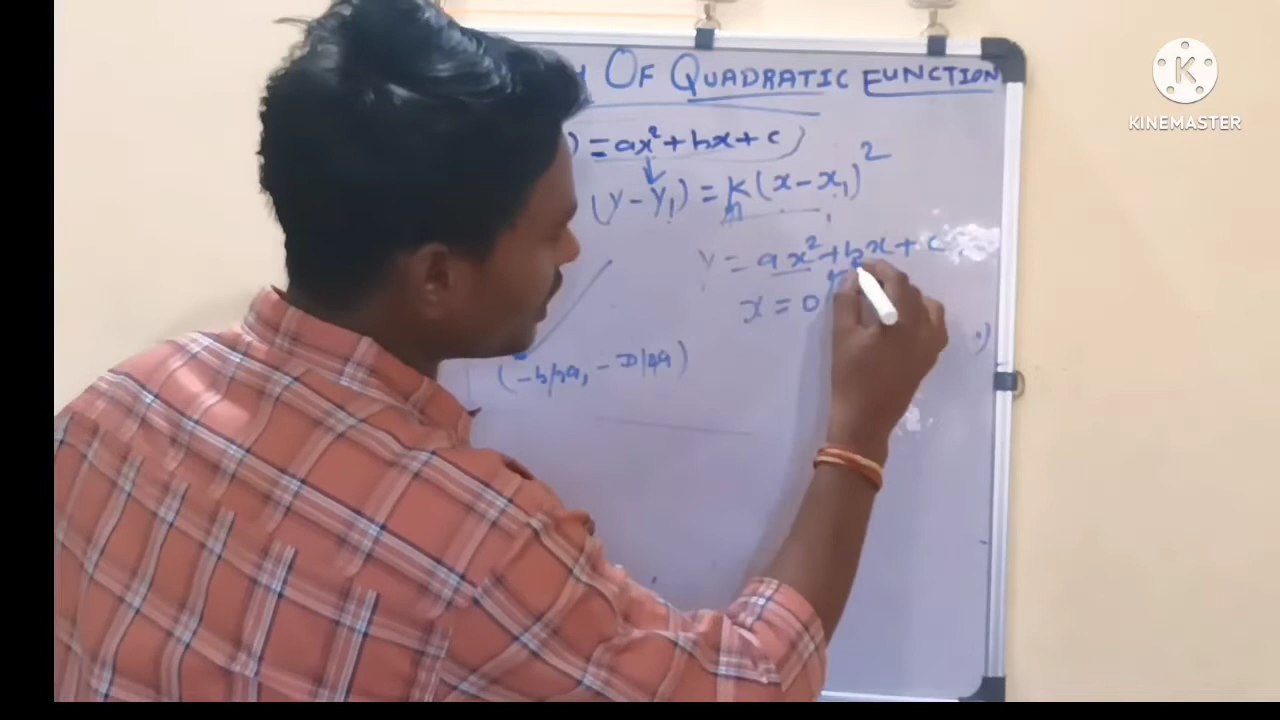 OF QUADRATIC FUNCTION
) = ax² + bx + c
(y - y₁) = k(x - x₁)²
y = ax² + bx + c
x = 0
(-b/2a, -D/4a)
K
KINEMASTER